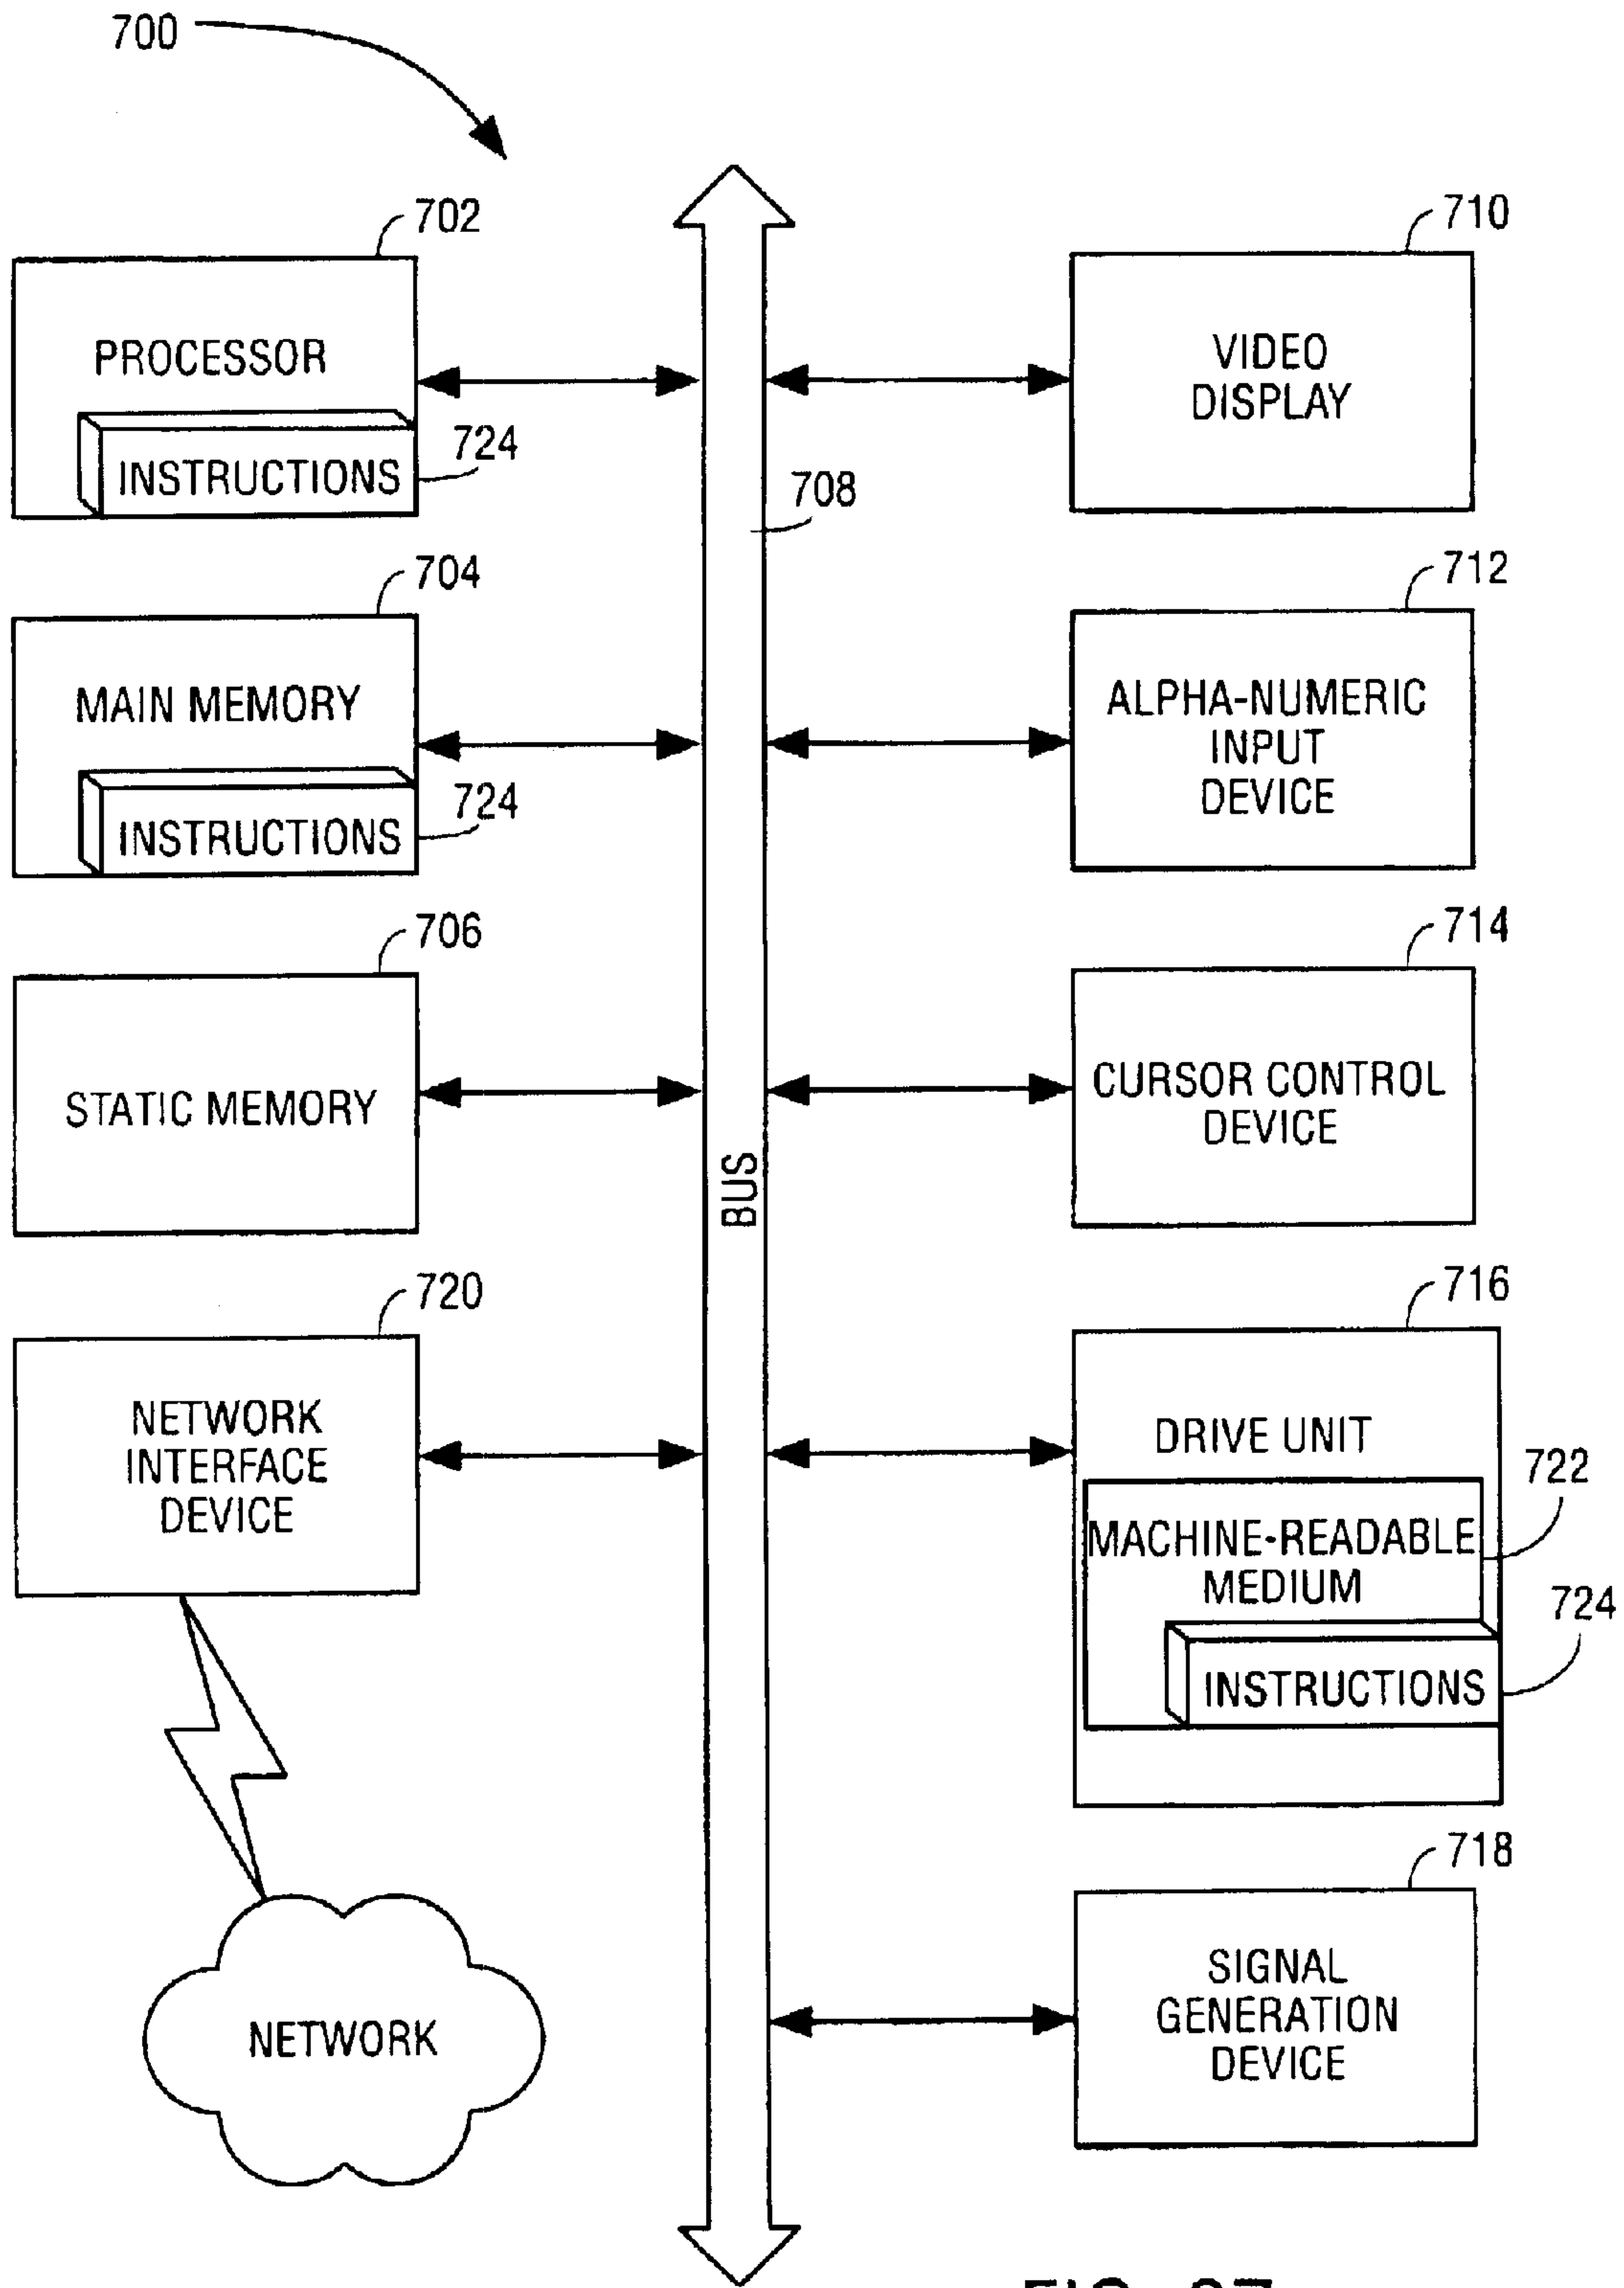 700
702
PROCESSOR
724
INSTRUCTIONS
704
MAIN MEMORY
724
INSTRUCTIONS
706
STATIC MEMORY
720
NETWORK
INTERFACE
DEVICE
NETWORK
708
BUS
710
VIDEO
DISPLAY
712
ALPHA-NUMERIC
INPUT
DEVICE
714
CURSOR CONTROL
DEVICE
716
DRIVE UNIT
722
MACHINE-READABLE
MEDIUM
724
INSTRUCTIONS
718
SIGNAL
GENERATION
DEVICE